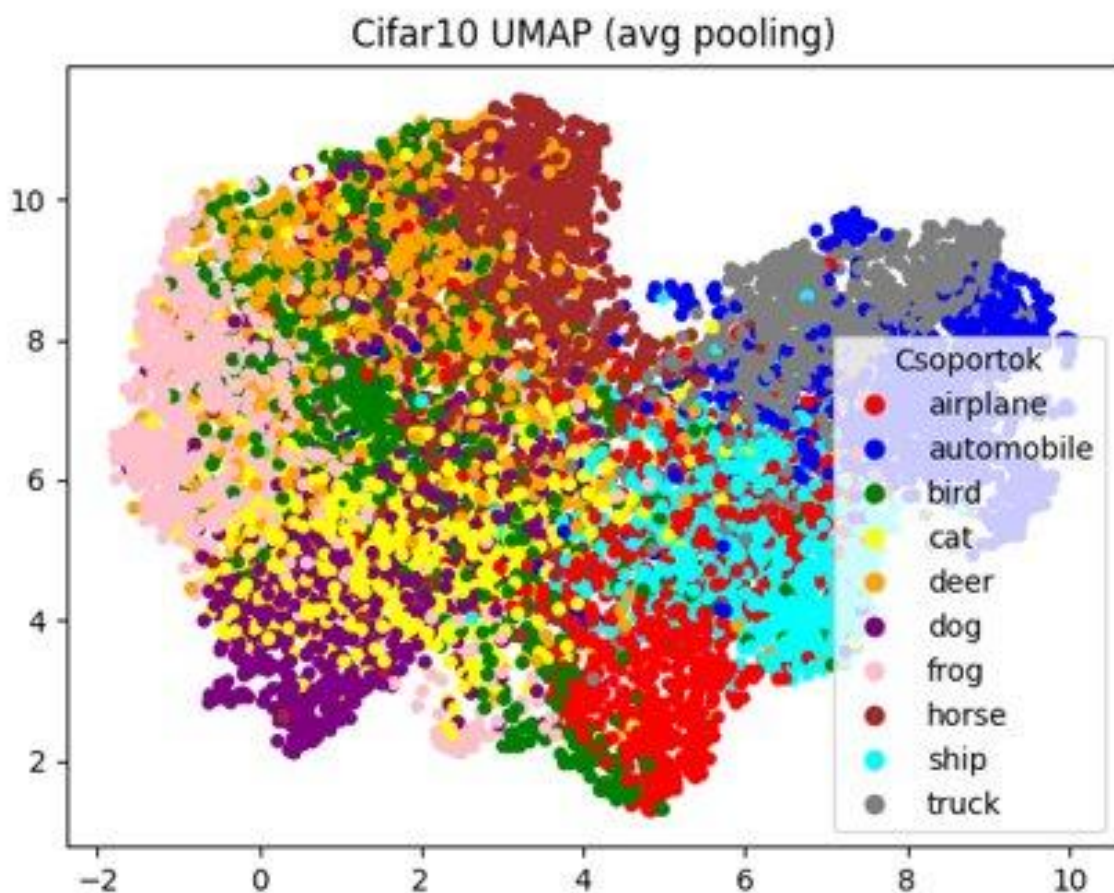 Cifar10 UMAP (avg pooling)
10
8
6
4
2
Csoportok
airplane
automobile
bird
cat
deer
dog
frog
horse
ship
truck
−2 0 2 4 6 8 10